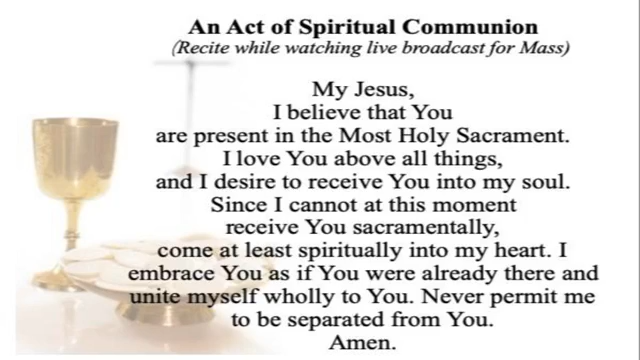 An Act of Spiritual Communion
(Recite while watching live broadcast for Mass)
My Jesus,
I believe that You
are present in the Most Holy Sacrament.
I love You above all things,
and I desire to receive You into my soul.
Since I cannot at this moment
receive You sacramentally,
come at least spiritually into my heart. I
embrace You as if You were already there and
unite myself wholly to You. Never permit me
to be separated from You.
Amen.